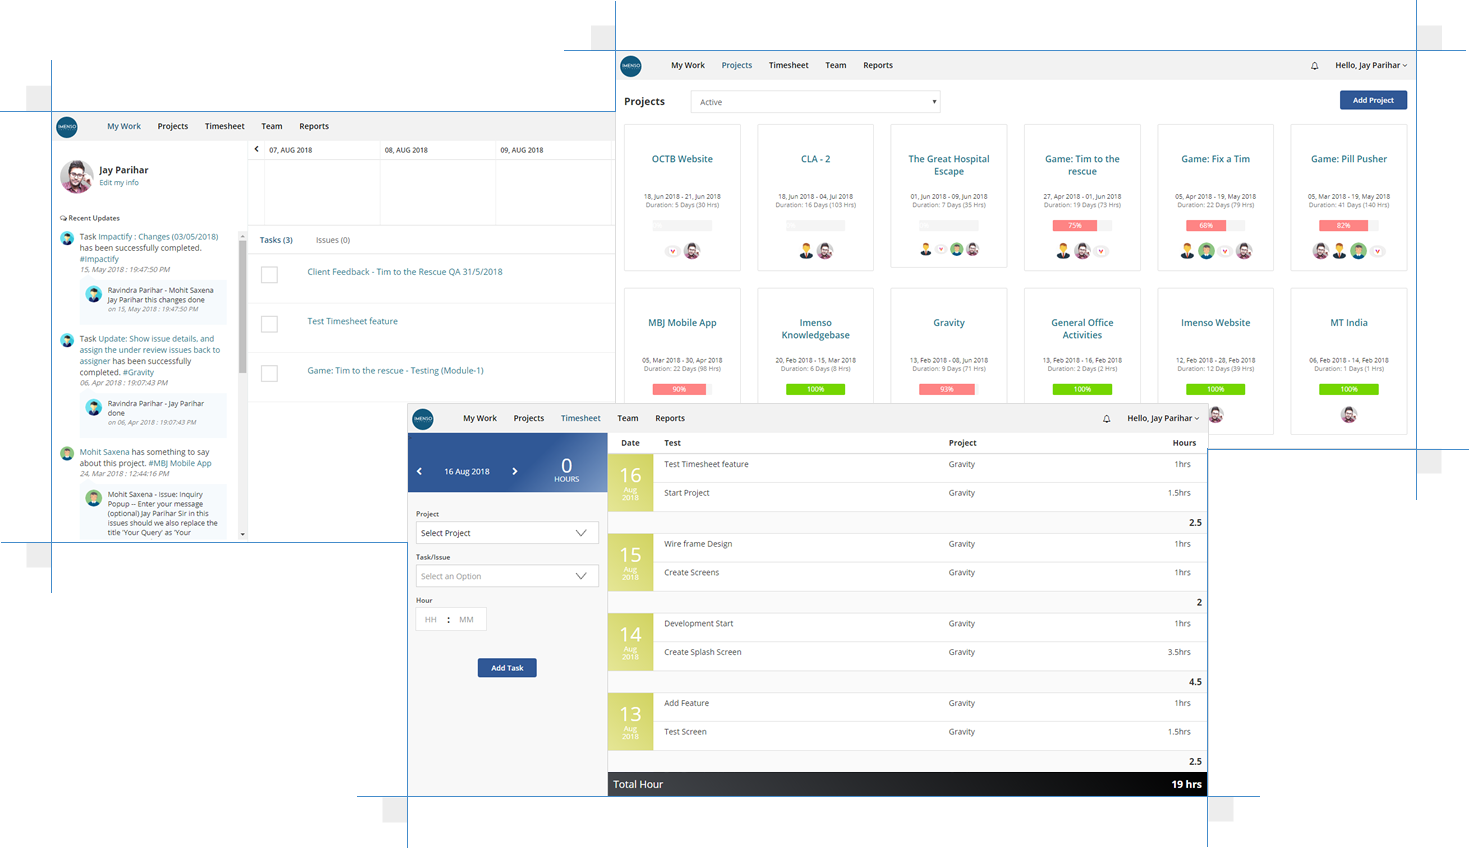 IMENSO
My Work Projects Timesheet Team Reports
Hello, Jay Parihar
Projects
Active
Add Project
OCTB Website
18, Jun 2018 - 21, Jun 2018
Duration: 5 Days (30 Hrs)
CLA - 2
18, Jun 2018 - 04, Jul 2018
Duration: 16 Days (103 Hrs)
The Great Hospital
Escape
01, Jun 2018 - 09, Jun 2018
Duration: 7 Days (35 Hrs)
Game: Tim to the
rescue
27, Apr 2018 - 01, Jun 2018
Duration: 19 Days (73 Hrs)
75%
Game: Fix a Tim
05, Apr 2018 - 19, May 2018
Duration: 22 Days (79 Hrs)
66%
Game: Pill Pusher
05, Mar 2018 - 19, May 2018
Duration: 41 Days (140 Hrs)
82%
MBJ Mobile App
05, Mar 2018 - 30, Apr 2018
Duration: 22 Days (98 Hrs)
90%
Imenso
Knowledgebase
20, Feb 2018 - 15, Mar 2018
Duration: 6 Days (8 Hrs)
100%
Gravity
13, Feb 2018 - 08, Jun 2018
Duration: 9 Days (71 Hrs)
93%
General Office
Activities
13, Feb 2018 - 16, Feb 2018
Duration: 2 Days (2 Hrs)
100%
Imenso Website
12, Feb 2018 - 28, Feb 2018
Duration: 12 Days (39 Hrs)
100%
MT India
06, Feb 2018 - 14, Feb 2018
Duration: 1 Days (1 Hrs)
100%
IMENSO
My Work Projects Timesheet Team Reports
Jay Parihar
Edit my info
Recent Updates
Task Impactify : Changes (03/05/2018)
has been successfully completed.
#Impactify
15, May 2018 : 19:47:50 PM
Ravindra Parihar - Mohit Saxena
Jay Parihar this changes done
on 15, May 2018 : 19:47:50 PM
Task Update: Show issue details, and
assign the under review issues back to
assigner has been successfully
completed. #Gravity
06, Apr 2018 : 19:07:43 PM
Ravindra Parihar - Jay Parihar
done
on 06, Apr 2018 : 19:07:43 PM
Mohit Saxena has something to say
about this project. #MBJ Mobile App
24, Mar 2018 : 12:44:16 PM
Mohit Saxena - Issue: Inquiry
Popup -- Enter your message
(optional) Jay Parihar Sir in this
issues should we also replace the
title 'Your Query' as 'Your
07, AUG 2018 08, AUG 2018 09, AUG 2018
Tasks (3) Issues (0)
Client Feedback - Tim to the Rescue QA 31/5/2018
Test Timesheet feature
Game: Tim to the rescue - Testing (Module-1)
IMENSO
My Work Projects Timesheet Team Reports
Hello, Jay Parihar
16 Aug 2018
0
HOURS
Project
Select Project
Task/Issue
Select an Option
Hour
HH : MM
Add Task
Date Test Project Hours
16
Aug
2018
Test Timesheet feature Gravity 1hrs
Start Project Gravity 1.5hrs
2.5
15
Aug
2018
Wire frame Design Gravity 1hrs
Create Screens Gravity 1hrs
2
14
Aug
2018
Development Start Gravity 1hrs
Create Splash Screen Gravity 3.5hrs
4.5
13
Aug
2018
Add Feature Gravity 1hrs
Test Screen Gravity 1.5hrs
2.5
Total Hour 19 hrs